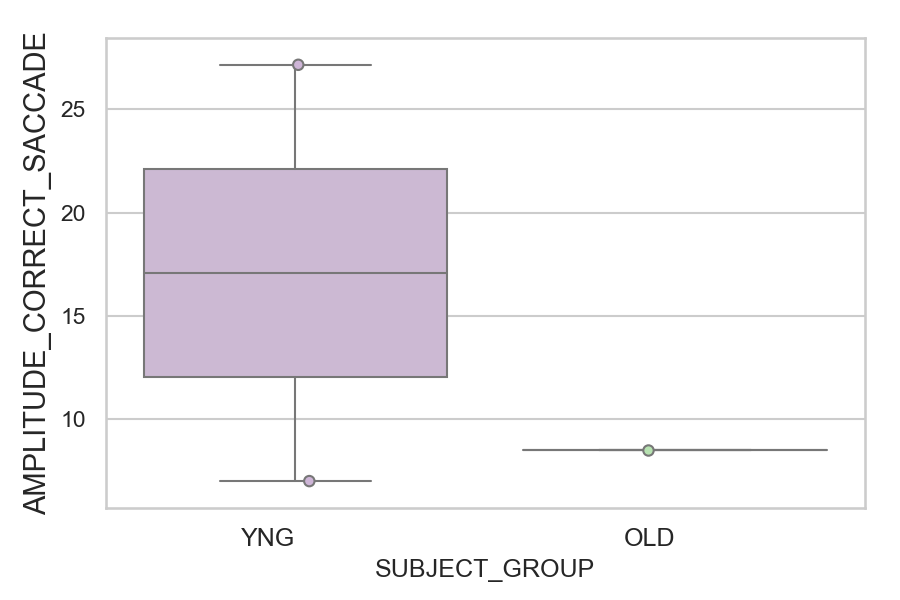 AMPLITUDE_CORRECT_SACCADE
25
20
15
10
YNG OLD
SUBJECT_GROUP